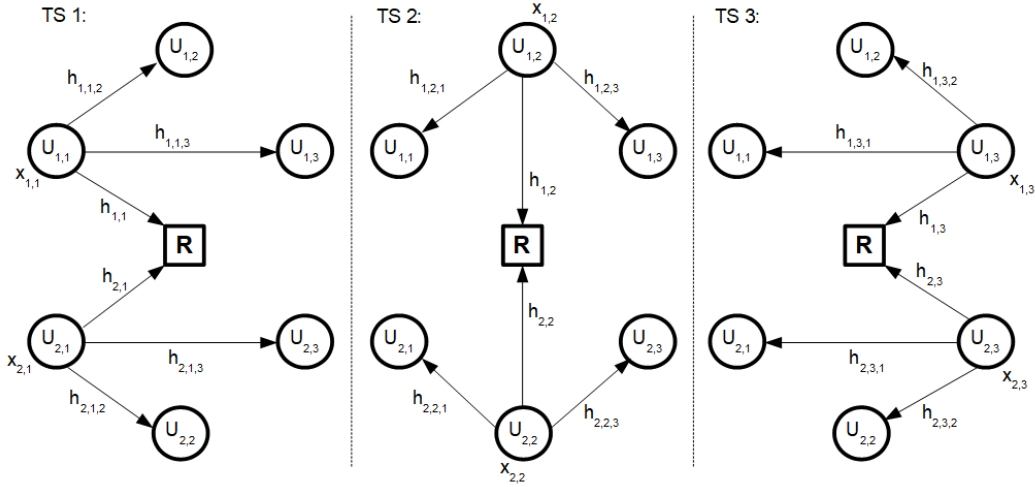 TS 1:
U1,2
h1,1,2
U1,1
h1,1,3
U1,3
x1,1
h1,1
R
h2,1
U2,1
U2,3
x2,1
h2,1,3
h2,1,2
U2,2
TS 2:
x1,2
U1,2
h1,2,1
h1,2,3
U1,1
U1,3
h1,2
R
h2,2
U2,1
U2,3
h2,2,1
h2,2,3
U2,2
x2,2
TS 3:
U1,2
h1,3,2
U1,1
h1,3,1
U1,3
x1,3
h1,3
R
h2,3
U2,1
U2,3
h2,3,1
x2,3
h2,3,2
U2,2